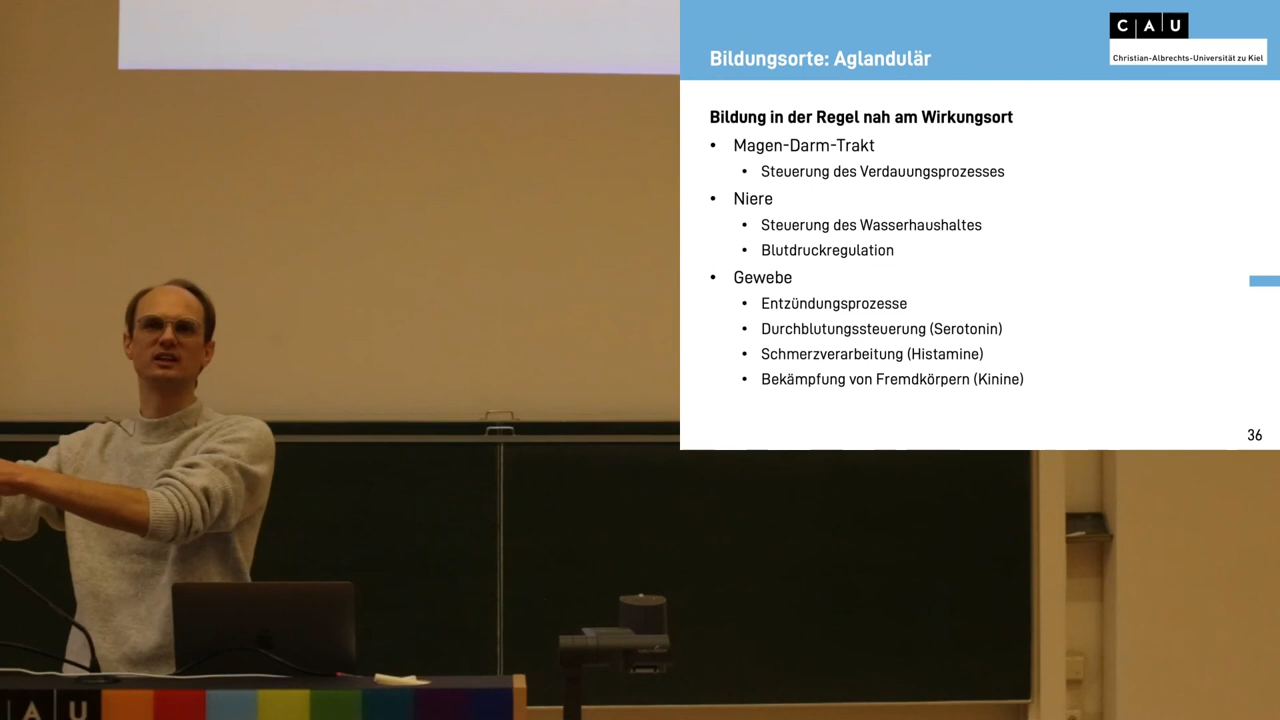 Bildungsorte: Aglandulär
CAU
Christian-Albrechts-Universität zu Kiel
Bildung in der Regel nah am Wirkungsort
• Magen-Darm-Trakt
• Steuerung des Verdauungsprozesses
• Niere
• Steuerung des Wasserhaushaltes
• Blutdruckregulation
• Gewebe
• Entzündungsprozesse
• Durchblutungssteuerung (Serotonin)
• Schmerzverarbeitung (Histamine)
• Bekämpfung von Fremdkörpern (Kinine)
36
A U